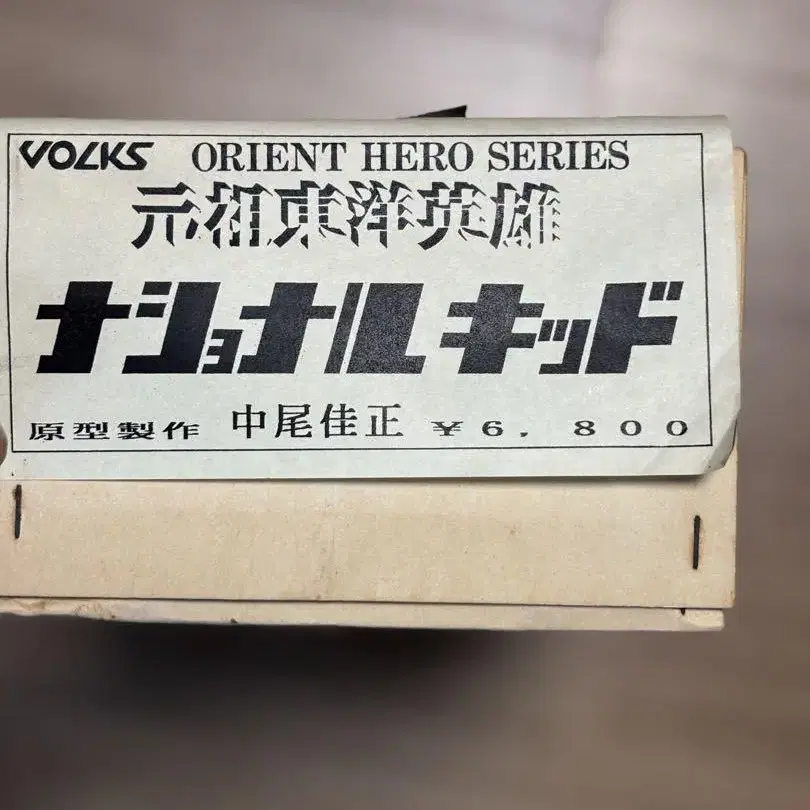 VOLKS ORIENT HERO SERIES
元祖東洋英雄
ナショナルキッド
原型製作 中尾佳正 ¥6,800